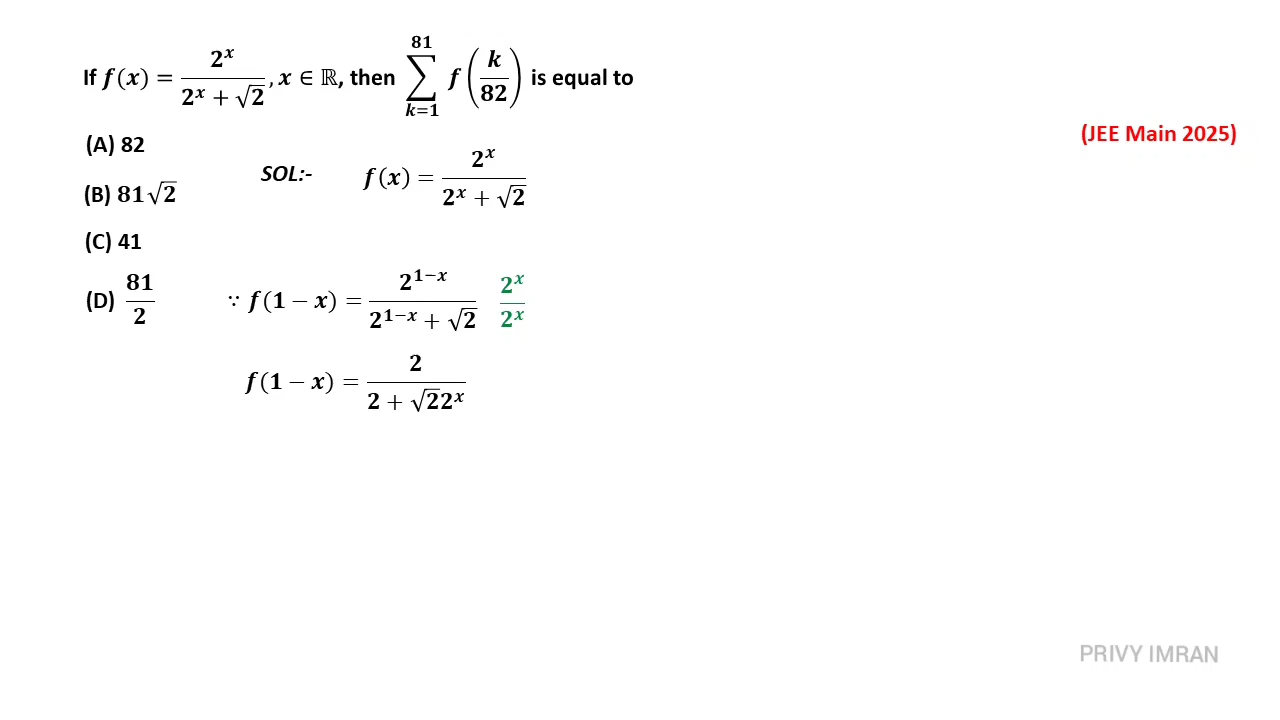 If f(x) = 2^x / (2^x + √2), x ∈ ℝ, then ∑_{k=1}^{81} f(k/82) is equal to
(JEE Main 2025)
(A) 82
SOL:- f(x) = 2^x / (2^x + √2)
(B) 81√2
(C) 41
(D) 81/2
∵ f(1 − x) = 2^{1−x} / (2^{1−x} + √2) 2^x / 2^x
f(1 − x) = 2 / (2 + √2 2^x)
PRIVY IMRAN